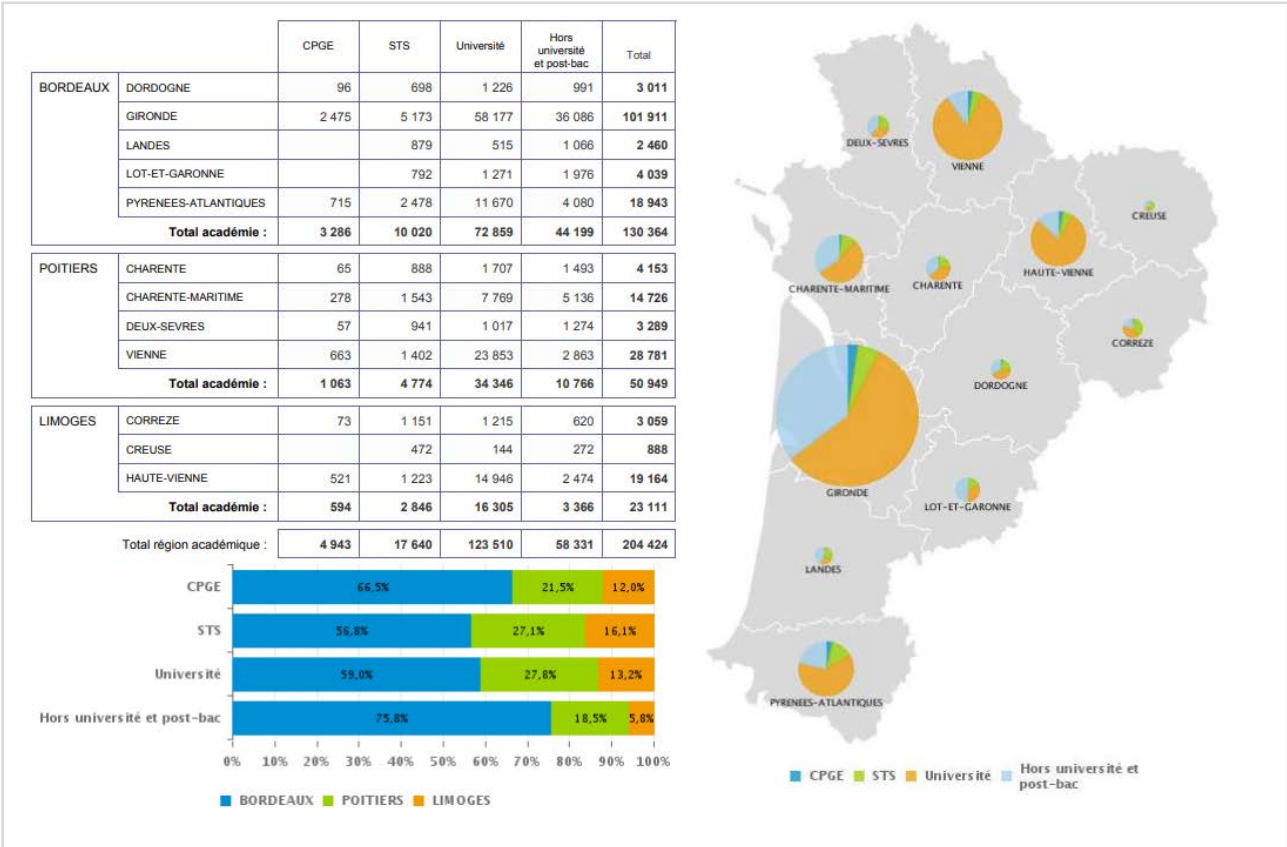 CPGE STS Université Hors université et post-bac Total
BORDEAUX DORDOGNE 96 698 1 226 991 3 011
GIRONDE 2 475 5 173 58 177 36 086 101 911
LANDES 879 515 1 066 2 460
LOT-ET-GARONNE 792 1 271 1 976 4 039
PYRENEES-ATLANTIQUES 715 2 478 11 670 4 080 18 943
Total académie : 3 286 10 020 72 859 44 199 130 364
POITIERS CHARENTE 65 888 1 707 1 493 4 153
CHARENTE-MARITIME 278 1 543 7 769 5 136 14 726
DEUX-SEVRES 57 941 1 017 1 274 3 289
VIENNE 663 1 402 23 853 2 863 28 781
Total académie : 1 063 4 774 34 346 10 766 50 949
LIMOGES CORREZE 73 1 151 1 215 620 3 059
CREUSE 472 144 272 888
HAUTE-VIENNE 521 1 223 14 946 2 474 19 164
Total académie : 594 2 846 16 305 3 366 23 111
Total région académique : 4 943 17 640 123 510 58 331 204 424
CPGE 66,5% 21,5% 12,0%
STS 56,8% 27,1% 16,1%
Université 59,0% 27,8% 13,2%
Hors université et post-bac 75,8% 18,5% 5,8%
0% 10% 20% 30% 40% 50% 60% 70% 80% 90% 100%
BORDEAUX POITIERS LIMOGES
DEUX-SEVRES
VIENNE
CREUSE
HAUTE-VIENNE
CHARENTE-MARITIME
CHARENTE
CORREZE
DORDOGNE
GIRONDE
LOT-ET-GARONNE
LANDES
PYRENEES-ATLANTIQUES
CPGE STS Université Hors université et
post-bac